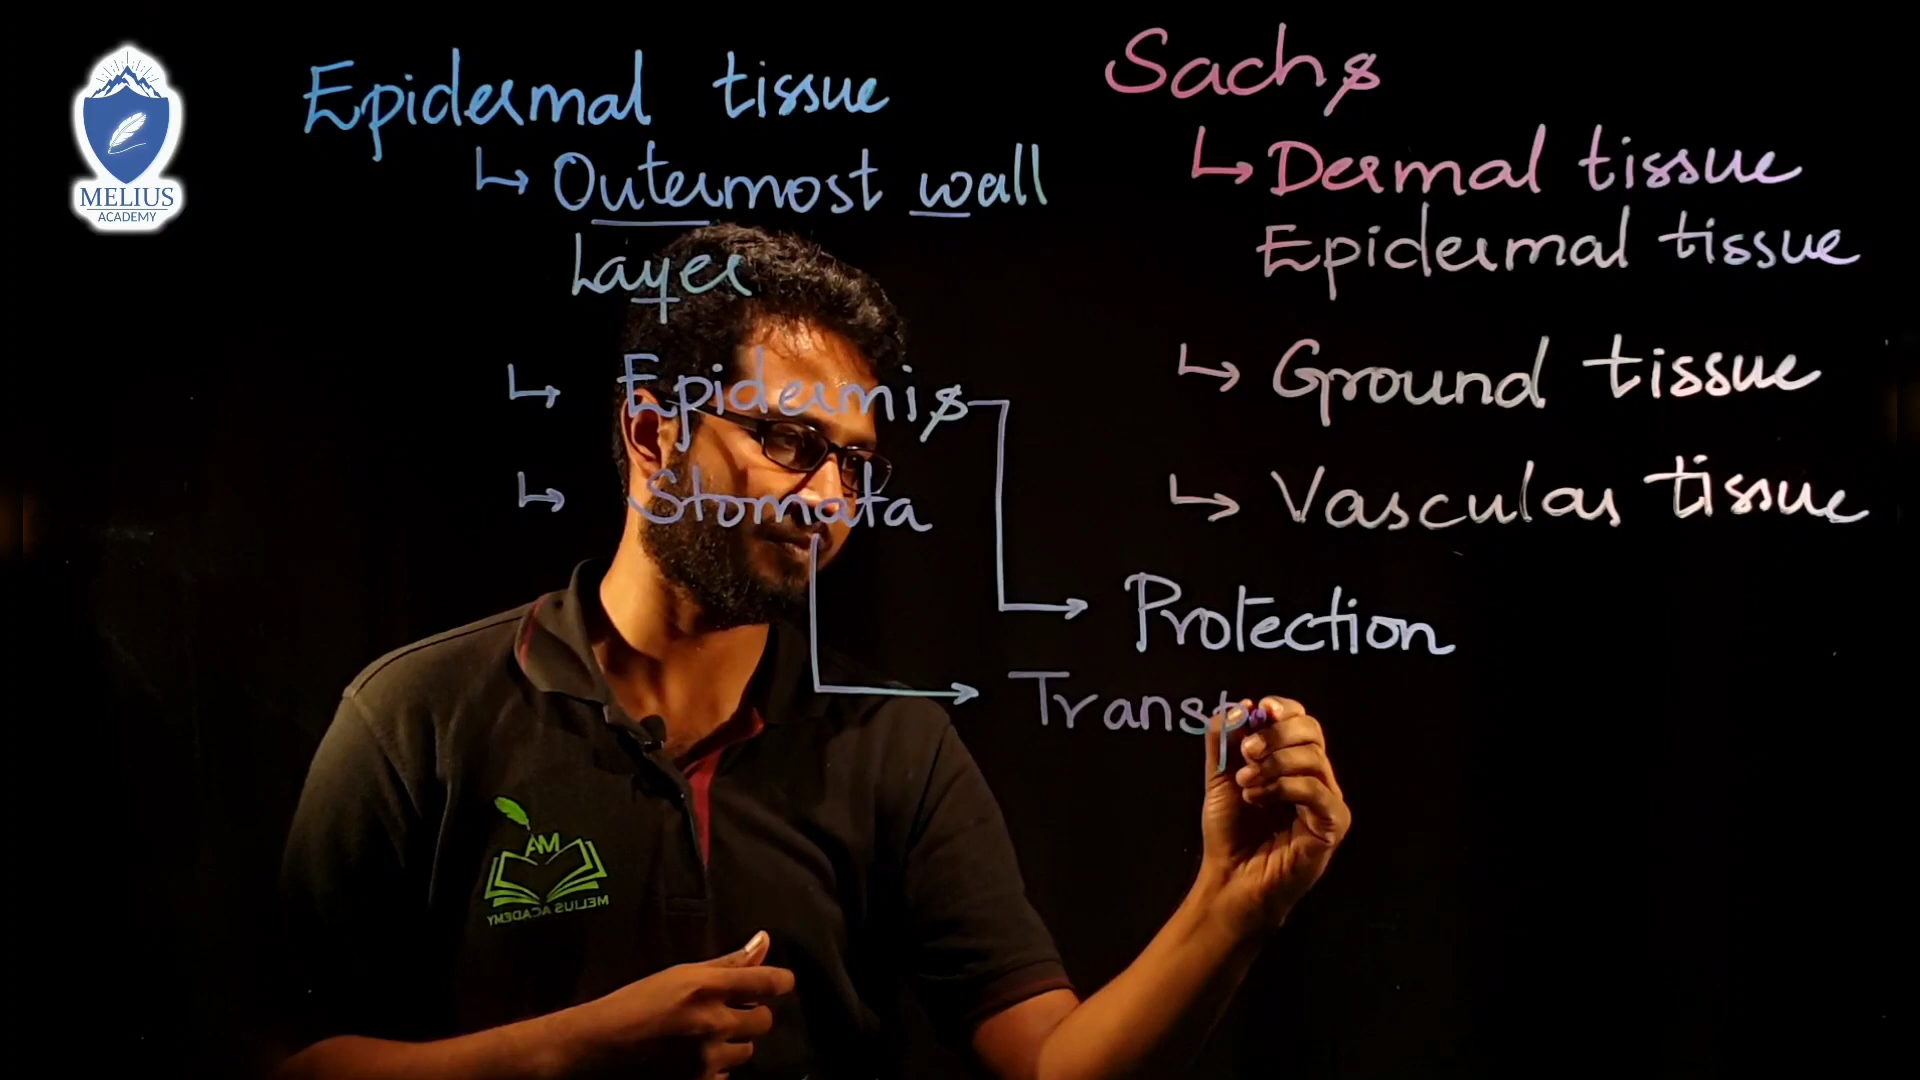 MELIUS
ACADEMY
Epidermal tissue
↳ Outermost wall
Layer
↳ Epidermis
↳ Stomata
Sachs
↳ Dermal tissue
Epidermal tissue
↳ Ground tissue
↳ Vascular tissue
Protection
Transp
MA
MELIUS ACADEMY